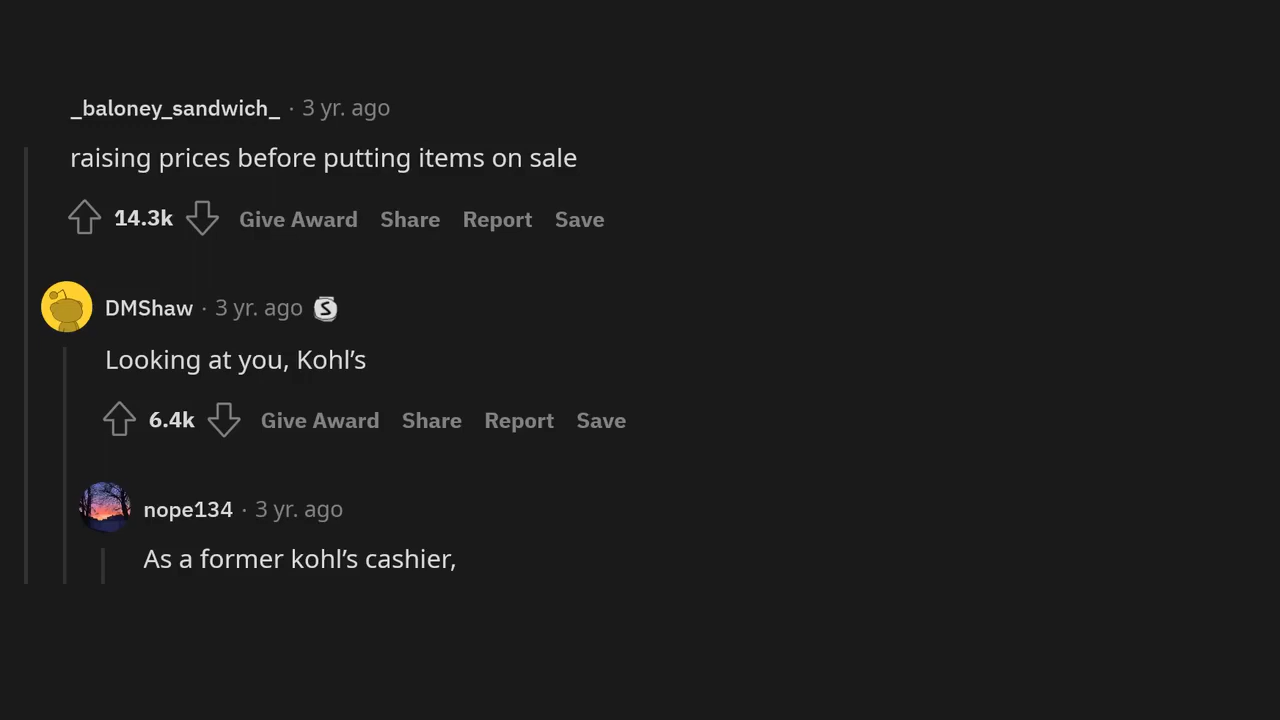 _baloney_sandwich_ · 3 yr. ago
raising prices before putting items on sale
14.3k Give Award Share Report Save
DMShaw · 3 yr. ago S
Looking at you, Kohl’s
6.4k Give Award Share Report Save
nope134 · 3 yr. ago
As a former kohl’s cashier,